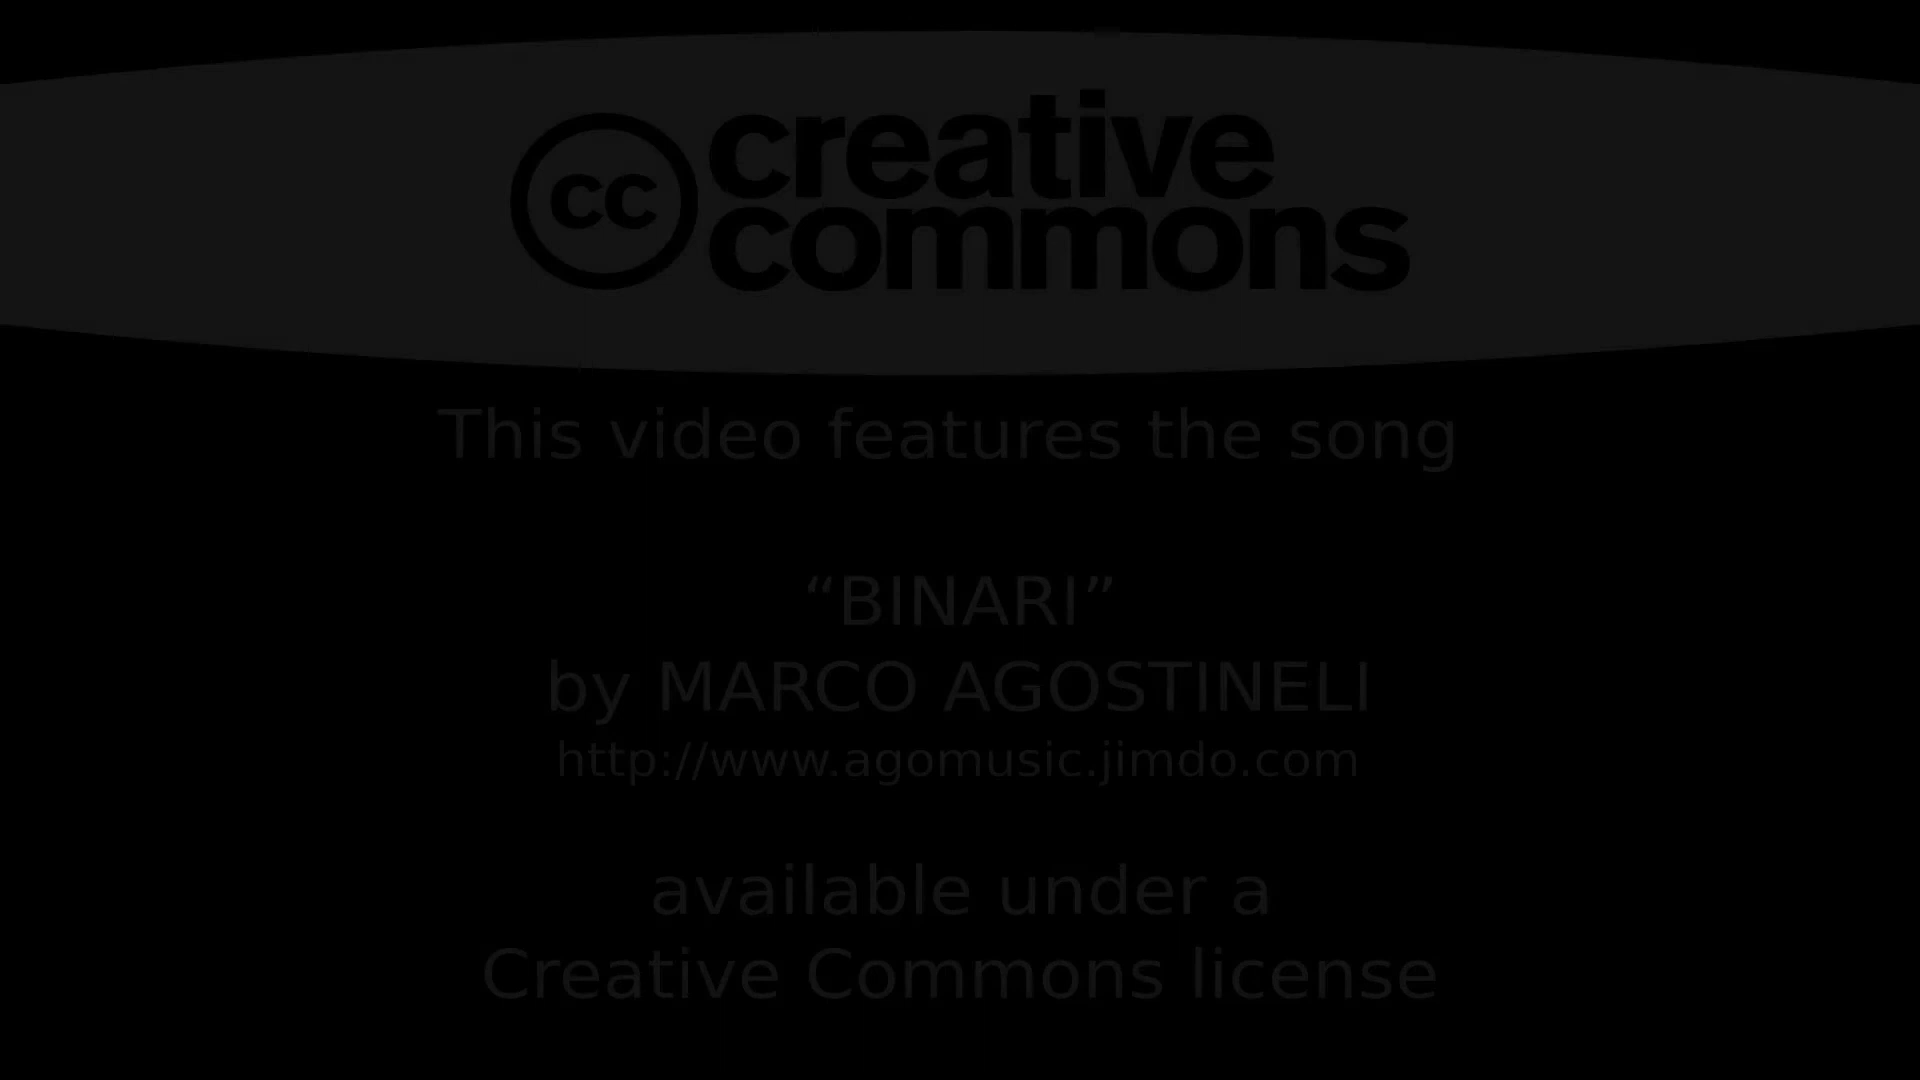 cc creative
commons
This video features the song
“BINARI”
by MARCO AGOSTINELI
http://www.agomusic.jimdo.com
available under a
Creative Commons license